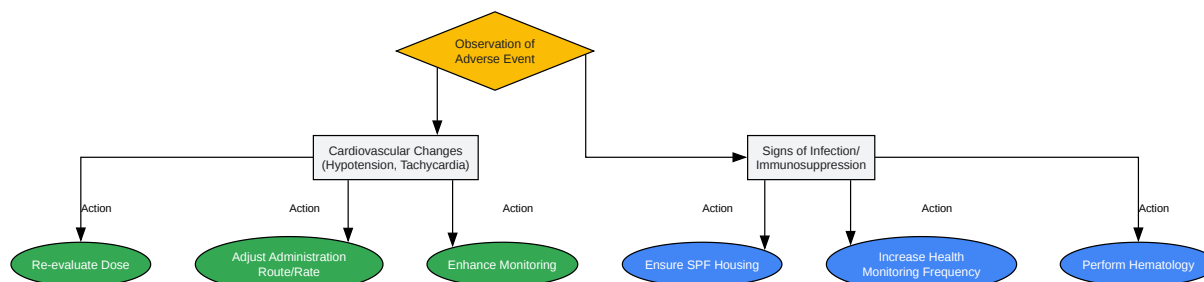 Observation of
Adverse Event
Cardiovascular Changes
(Hypotension, Tachycardia)
Signs of Infection/
Immunosuppression
Action
Action
Action
Action
Action
Action
Re-evaluate Dose
Adjust Administration
Route/Rate
Enhance Monitoring
Ensure SPF Housing
Increase Health
Monitoring Frequency
Perform Hematology